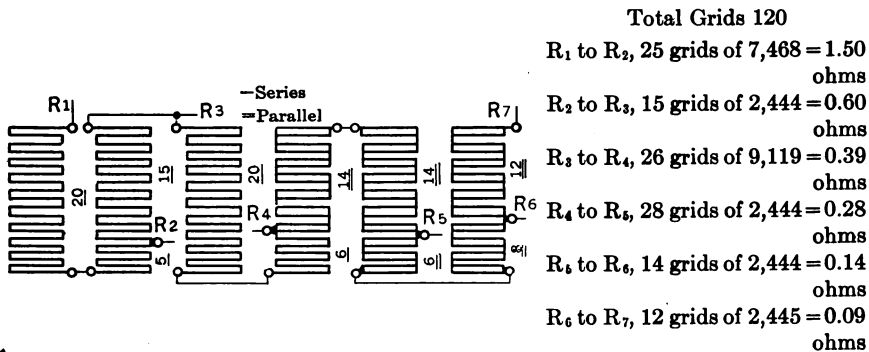 Total Grids 120
R₁ to R₂, 25 grids of 7,468 = 1.50
ohms
R₂ to R₃, 15 grids of 2,444 = 0.60
ohms
R₃ to R₄, 26 grids of 9,119 = 0.39
ohms
R₄ to R₅, 28 grids of 2,444 = 0.28
ohms
R₅ to R₆, 14 grids of 2,444 = 0.14
ohms
R₆ to R₇, 12 grids of 2,445 = 0.09
ohms
—Series
=Parallel
R1
R3
R7
20
15
20
14
14
12
R2
R4
R5
R6
5
6
6
8